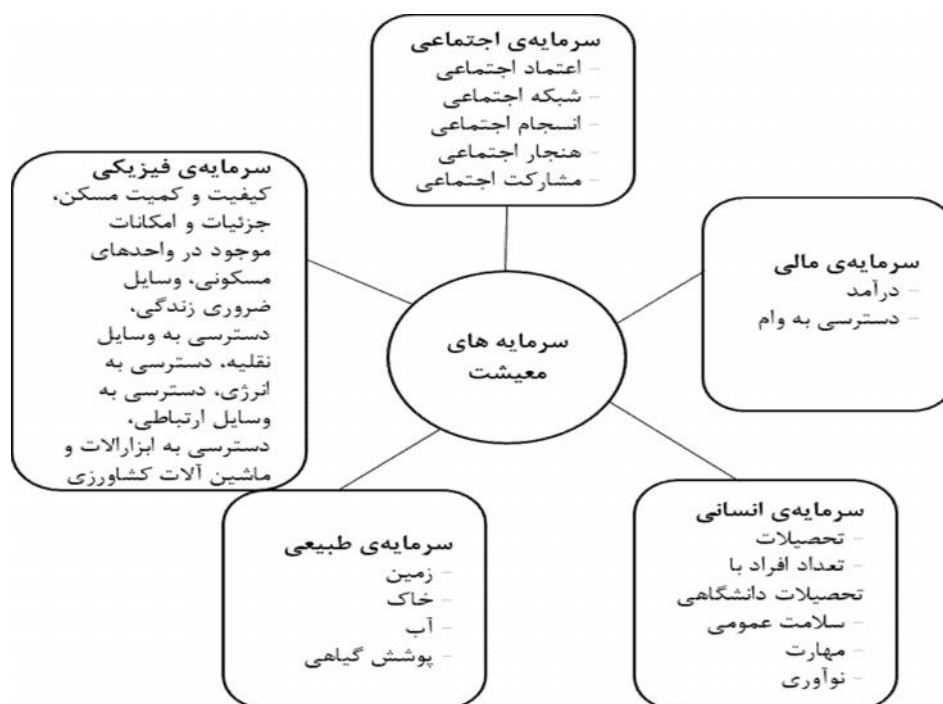 سرمایه‌ی اجتماعی
- اعتماد اجتماعی
- شبکه اجتماعی
- انسجام اجتماعی
- هنجار اجتماعی
- مشارکت اجتماعی
سرمایه‌ی مالی
- درآمد
- دسترسی به وام
سرمایه‌ی فیزیکی
کیفیت و کمیت مسکن،
جزئیات و امکانات
موجود در واحدهای
مسکونی، وسایل
ضروری زندگی،
دسترسی به وسایل
نقلیه، دسترسی به
انرژی، دسترسی به
وسایل ارتباطی،
دسترسی به ابزارالات و
ماشین آلات کشاورزی
سرمایه های
معیشت
سرمایه‌ی انسانی
- تحصیلات
- تعداد افراد با
تحصیلات دانشگاهی
- سلامت عمومی
- مهارت
- نوآوری
سرمایه‌ی طبیعی
- زمین
- خاک
- آب
- پوشش گیاهی